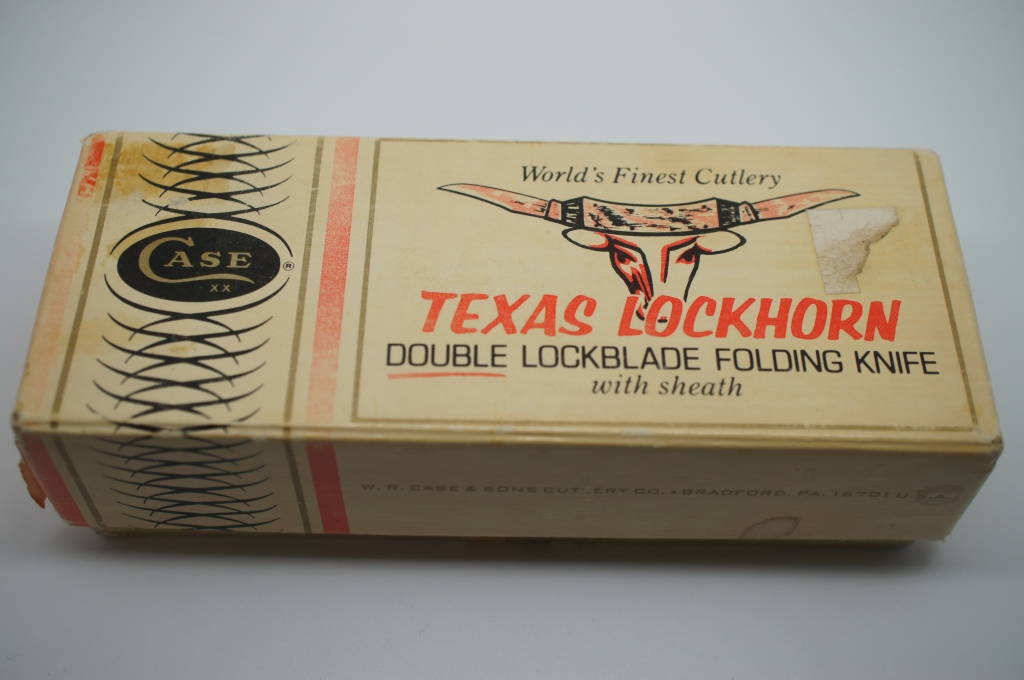 CASE ®
XX
World's Finest Cutlery
TEXAS LOCKHORN
DOUBLE LOCKBLADE FOLDING KNIFE
with sheath
W. R. CASE & SONS CUTLERY CO. • BRADFORD, PA. 16701 U.S.A.